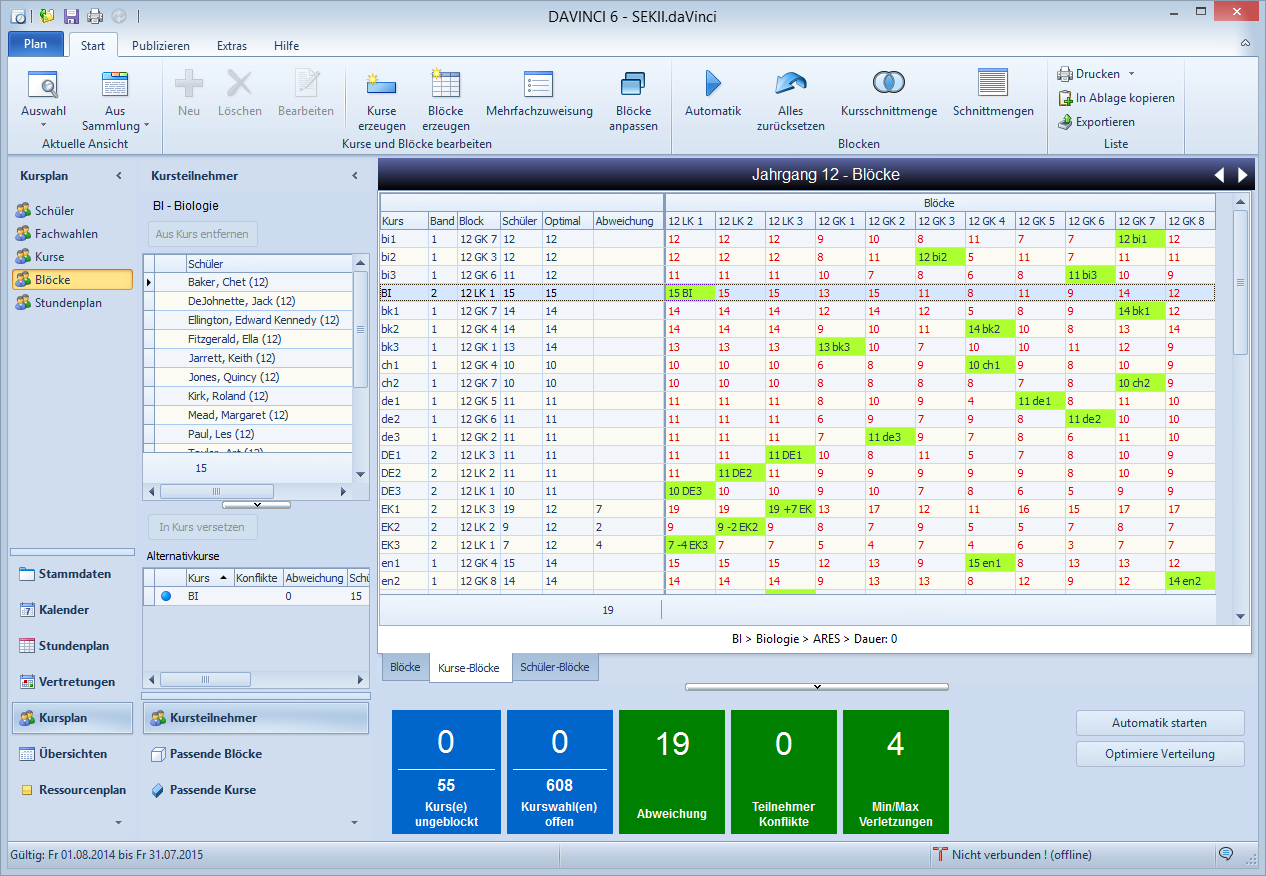 DAVINCI 6 - SEKII.daVinci
Plan Start Publizieren Extras Hilfe
Auswahl
Aus Sammlung
Aktuelle Ansicht
Neu
Löschen
Bearbeiten
Kurse erzeugen
Blöcke erzeugen
Mehrfachzuweisung
Blöcke anpassen
Kurse und Blöcke bearbeiten
Automatik
Alles zurücksetzen
Kursschnittmenge
Schnittmengen
Blocken
Drucken
In Ablage kopieren
Exportieren
Liste
Kursplan
Schüler
Fachwahlen
Kurse
Blöcke
Stundenplan
Stammdaten
Kalender
Stundenplan
Vertretungen
Kursplan
Übersichten
Ressourcenplan
Kursteilnehmer
BI - Biologie
Aus Kurs entfernen
Schüler
Baker, Chet (12)
DeJohnette, Jack (12)
Ellington, Edward Kennedy (12)
Fitzgerald, Ella (12)
Jarrett, Keith (12)
Jones, Quincy (12)
Kirk, Roland (12)
Mead, Margaret (12)
Paul, Les (12)
15
In Kurs versetzen
Alternativkurse
Kurs Konflikte Abweichung Schü
BI 0 15
Kursteilnehmer
Passende Blöcke
Passende Kurse
Jahrgang 12 - Blöcke
Blöcke
Kurs Band Block Schüler Optimal Abweichung 12 LK 1 12 LK 2 12 LK 3 12 GK 1 12 GK 2 12 GK 3 12 GK 4 12 GK 5 12 GK 6 12 GK 7 12 GK 8
bi1 1 12 GK 7 12 12 12 12 12 9 10 8 11 7 7 12 bi1 12
bi2 1 12 GK 3 12 12 12 12 12 8 11 12 bi2 5 11 7 11 11
bi3 1 12 GK 6 11 12 11 11 11 10 7 8 6 8 11 bi3 10 9
BI 2 12 LK 1 15 15 15 BI 15 15 13 15 11 8 11 9 14 12
bk1 1 12 GK 7 14 14 14 14 14 12 14 12 5 8 9 14 bk1 12
bk2 1 12 GK 4 14 14 14 14 14 9 10 11 14 bk2 10 8 13 14
bk3 1 12 GK 1 13 14 13 13 13 13 bk3 10 7 10 10 11 12 9
ch1 1 12 GK 4 10 10 10 10 10 6 8 8 10 ch1 9 8 10 9
ch2 1 12 GK 7 10 10 10 10 10 8 8 8 8 7 8 10 ch2 9
de1 1 12 GK 5 11 11 11 11 11 8 10 9 4 11 de1 8 11 10
de2 1 12 GK 6 11 11 11 11 11 6 9 7 9 8 11 de2 10 10
de3 1 12 GK 2 11 11 11 11 11 7 11 de3 9 7 8 6 11 10
DE1 2 12 LK 3 11 11 11 11 11 DE1 10 8 11 5 7 8 10 9
DE2 2 12 LK 2 11 11 11 11 DE2 11 9 9 9 9 9 8 10 9
DE3 2 12 LK 1 10 11 10 DE3 10 10 9 10 7 8 6 5 9 9
EK1 2 12 LK 3 19 12 7 19 19 19 +7 EK 13 17 12 11 16 15 17 17
EK2 2 12 LK 2 9 12 2 9 9 -2 EK2 9 8 7 9 5 5 7 8 7
EK3 2 12 LK 1 7 12 4 7 -4 EK3 7 7 5 4 7 4 6 3 7 7
en1 1 12 GK 4 15 14 15 15 15 12 13 9 15 en1 8 13 13 12
en2 1 12 GK 8 14 14 14 14 14 9 13 13 8 12 9 12 14 en2
19
BI > Biologie > ARES > Dauer: 0
Blöcke Kurse-Blöcke Schüler-Blöcke
0
55
Kurs(e) ungeblockt
0
608
Kurswahl(en) offen
19
Abweichung
0
Teilnehmer Konflikte
4
Min/Max Verletzungen
Automatik starten
Optimiere Verteilung
Gültig: Fr 01.08.2014 bis Fr 31.07.2015
Nicht verbunden ! (offline)